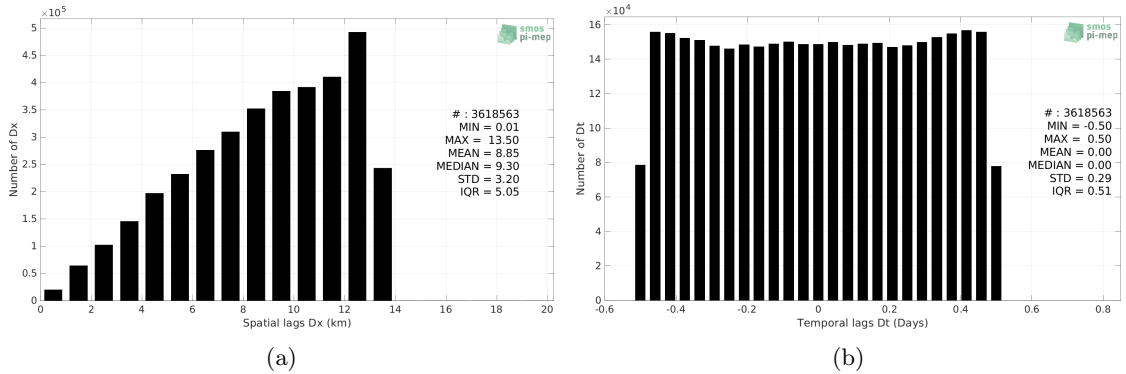 ×10⁵
smos
pi-mep
5
4.5
4
3.5
3
2.5
2
1.5
1
0.5
0
Number of Dx
# : 3618563
MIN = 0.01
MAX = 13.50
MEAN = 8.85
MEDIAN = 9.30
STD = 3.20
IQR = 5.05
0 2 4 6 8 10 12 14 16 18 20
Spatial lags Dx (km)
(a)
×10⁴
smos
pi-mep
16
14
12
10
8
6
4
2
0
Number of Dt
# : 3618563
MIN = -0.50
MAX = 0.50
MEAN = 0.00
MEDIAN = 0.00
STD = 0.29
IQR = 0.51
-0.6 -0.4 -0.2 0 0.2 0.4 0.6 0.8
Temporal lags Dt (Days)
(b)